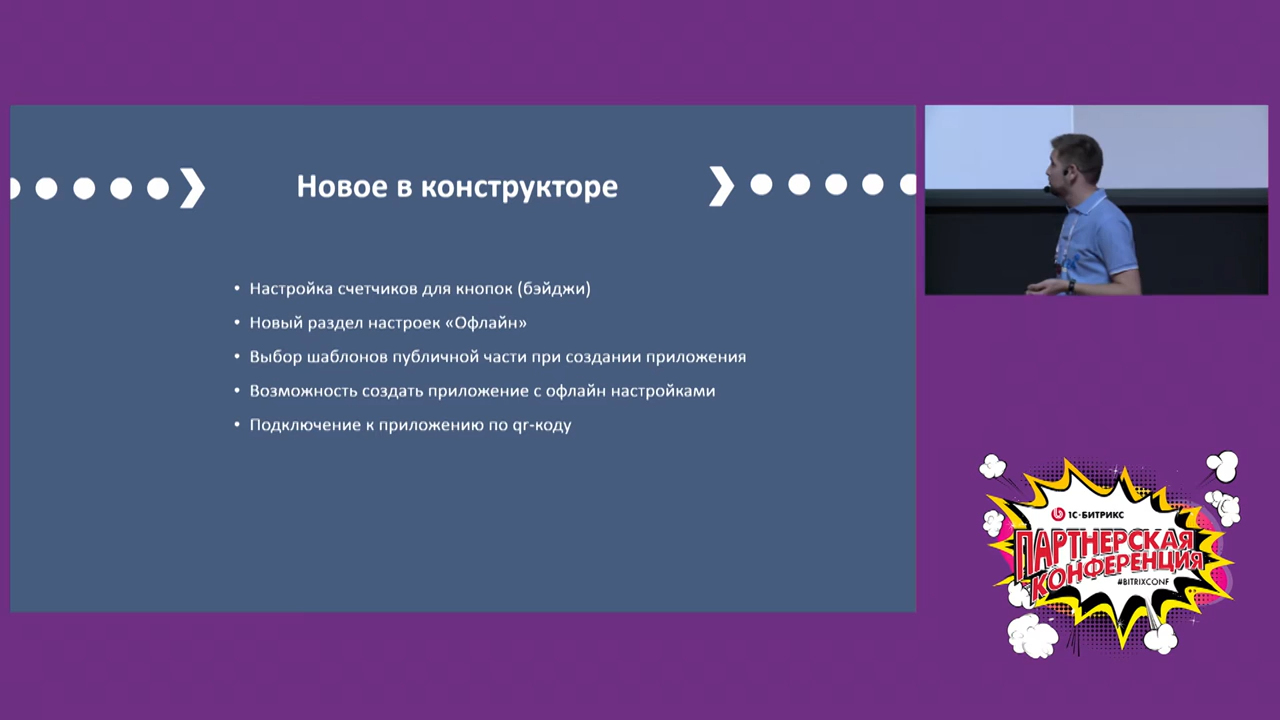 Новое в конструкторе
• Настройка счетчиков для кнопок (бэйджи)
• Новый раздел настроек «Офлайн»
• Выбор шаблонов публичной части при создании приложения
• Возможность создать приложение с офлайн настройками
• Подключение к приложению по qr-коду
1С-БИТРИКС
ПАРТНЕРСКАЯ
КОНФЕРЕНЦИЯ
#BITRIXCONF